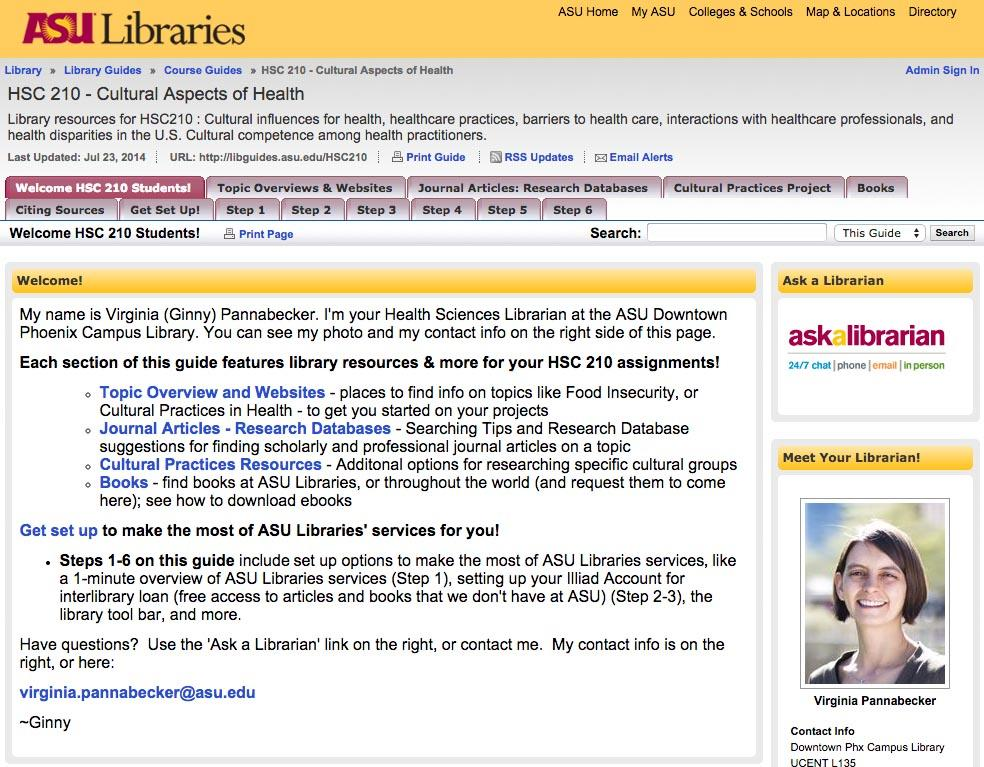 ASU Libraries
ASU Home My ASU Colleges & Schools Map & Locations Directory
Library » Library Guides » Course Guides » HSC 210 - Cultural Aspects of Health
Admin Sign In
HSC 210 - Cultural Aspects of Health
Library resources for HSC210 : Cultural influences for health, healthcare practices, barriers to health care, interactions with healthcare professionals, and
health disparities in the U.S. Cultural competence among health practitioners.
Last Updated: Jul 23, 2014 URL: http://libguides.asu.edu/HSC210 Print Guide RSS Updates Email Alerts
Welcome HSC 210 Students! Topic Overviews & Websites Journal Articles: Research Databases Cultural Practices Project Books
Citing Sources Get Set Up! Step 1 Step 2 Step 3 Step 4 Step 5 Step 6
Welcome HSC 210 Students! Print Page Search: This Guide Search
Welcome!
My name is Virginia (Ginny) Pannabecker. I'm your Health Sciences Librarian at the ASU Downtown
Phoenix Campus Library. You can see my photo and my contact info on the right side of this page.
Each section of this guide features library resources & more for your HSC 210 assignments!
Topic Overview and Websites - places to find info on topics like Food Insecurity, or
Cultural Practices in Health - to get you started on your projects
Journal Articles - Research Databases - Searching Tips and Research Database
suggestions for finding scholarly and professional journal articles on a topic
Cultural Practices Resources - Additonal options for researching specific cultural groups
Books - find books at ASU Libraries, or throughout the world (and request them to come
here); see how to download ebooks
Get set up to make the most of ASU Libraries' services for you!
Steps 1-6 on this guide include set up options to make the most of ASU Libraries services, like
a 1-minute overview of ASU Libraries services (Step 1), setting up your Illiad Account for
interlibrary loan (free access to articles and books that we don't have at ASU) (Step 2-3), the
library tool bar, and more.
Have questions? Use the 'Ask a Librarian' link on the right, or contact me. My contact info is on the
right, or here:
virginia.pannabecker@asu.edu
~Ginny
Ask a Librarian
askalibrarian
24/7 chat | phone | email | in person
Meet Your Librarian!
Virginia Pannabecker
Contact Info
Downtown Phx Campus Library
UCENT L135